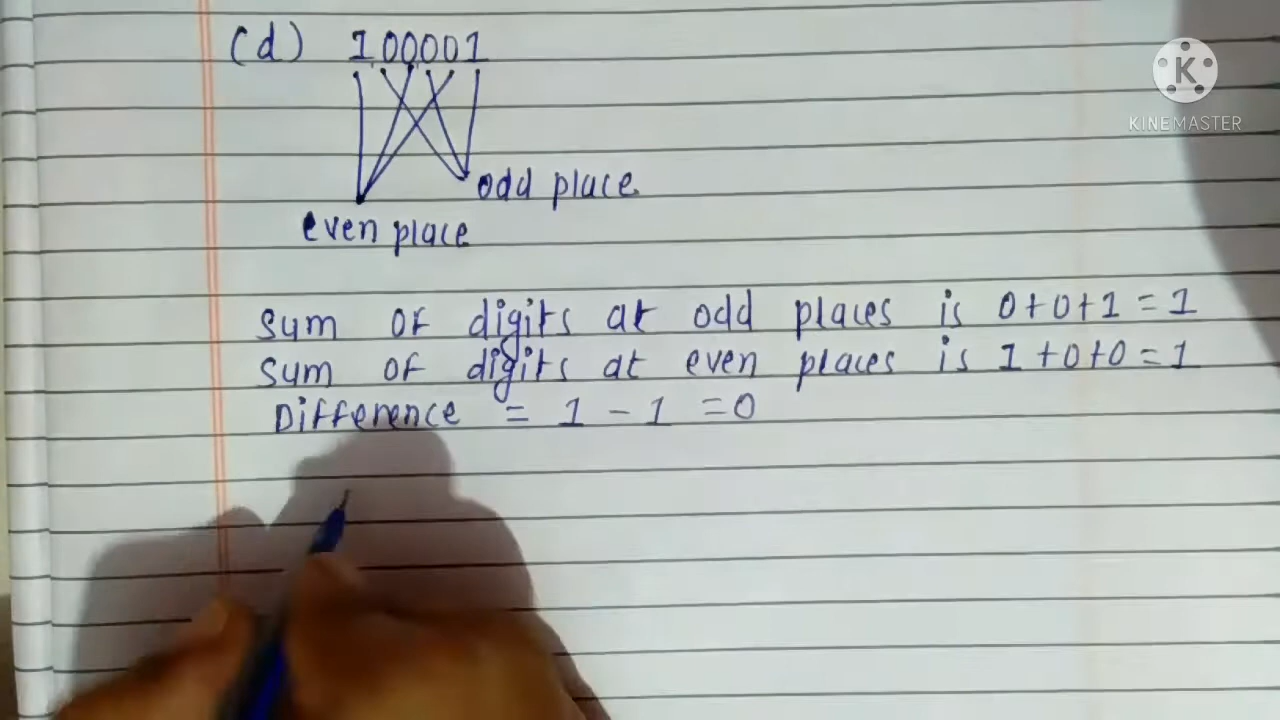 (d) 100001
odd place
even place
Sum of digits at odd places is 0+0+1 = 1
Sum of digits at even places is 1+0+0=1
Difference = 1 - 1 = 0
K
KINEMASTER